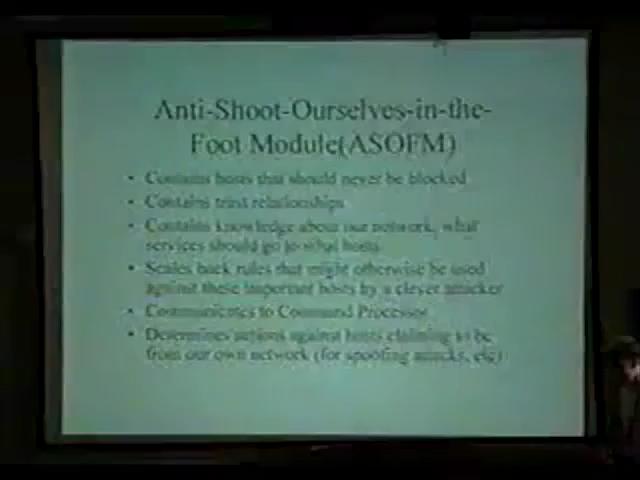 Anti-Shoot-Ourselves-in-the-
Foot Module(ASOFM)
• Contains hosts that should never be blocked
• Contains trust relationships
• Contains knowledge about our network, what
services should go to what hosts
• Scales back rules that might otherwise be used
against these important hosts by a clever attacker
• Communicates to Command Processor
• Determines actions against hosts claiming to be
from our own network (for spoofing attacks, etc)